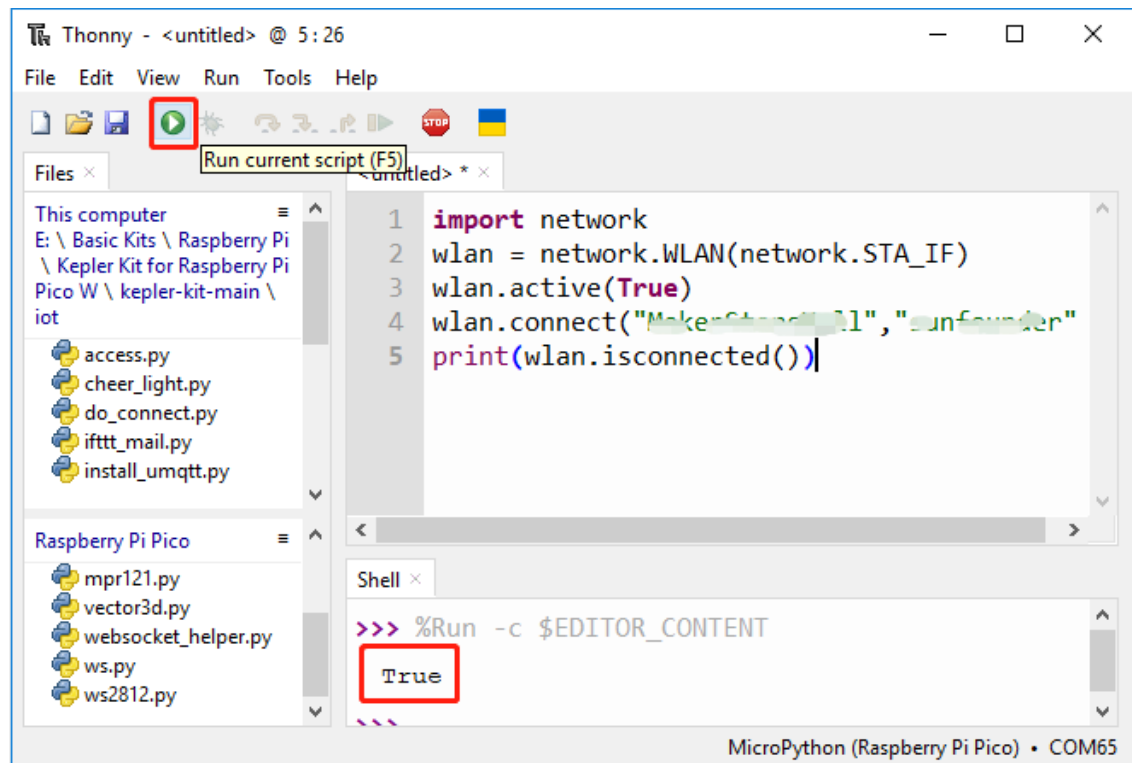 Thonny - <untitled> @ 5:26
File Edit View Run Tools Help
Run current script (F5)
Files
<untitled> *
This computer
E: \ Basic Kits \ Raspberry Pi
\ Kepler Kit for Raspberry Pi
Pico W \ kepler-kit-main \
iot
access.py
cheer_light.py
do_connect.py
ifttt_mail.py
install_umqtt.py
Raspberry Pi Pico
mpr121.py
vector3d.py
websocket_helper.py
ws.py
ws2812.py
1 import network
2 wlan = network.WLAN(network.STA_IF)
3 wlan.active(True)
4 wlan.connect("
5 print(wlan.isconnected())
Shell
>>> %Run -c $EDITOR_CONTENT
True
>>>
MicroPython (Raspberry Pi Pico) • COM65